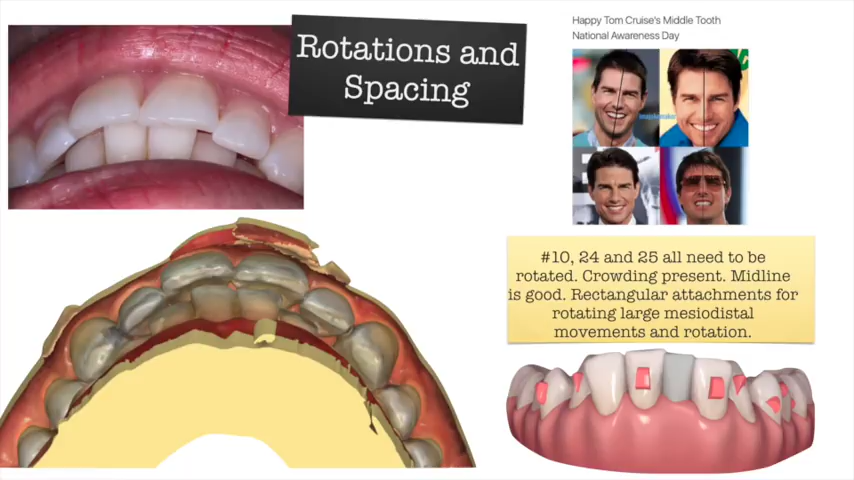 Rotations and
Spacing
Happy Tom Cruise's Middle Tooth
National Awareness Day
#10, 24 and 25 all need to be
rotated. Crowding present. Midline
is good. Rectangular attachments for
rotating large mesiodistal
movements and rotation.